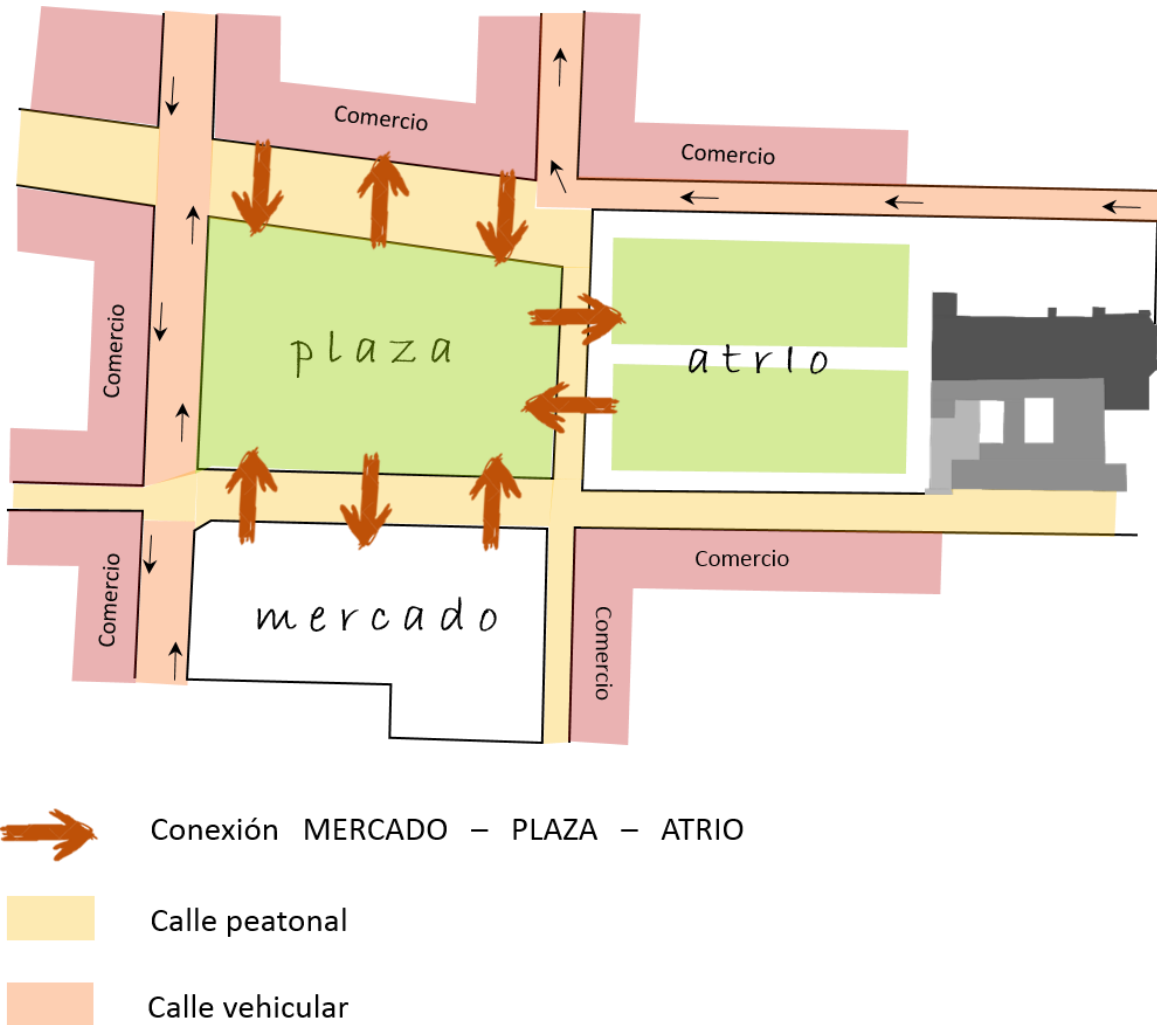 Comercio
Comercio
plaza
atrio
Comercio
Comercio
Comercio
mercado
Comercio
Conexión MERCADO – PLAZA – ATRIO
Calle peatonal
Calle vehicular